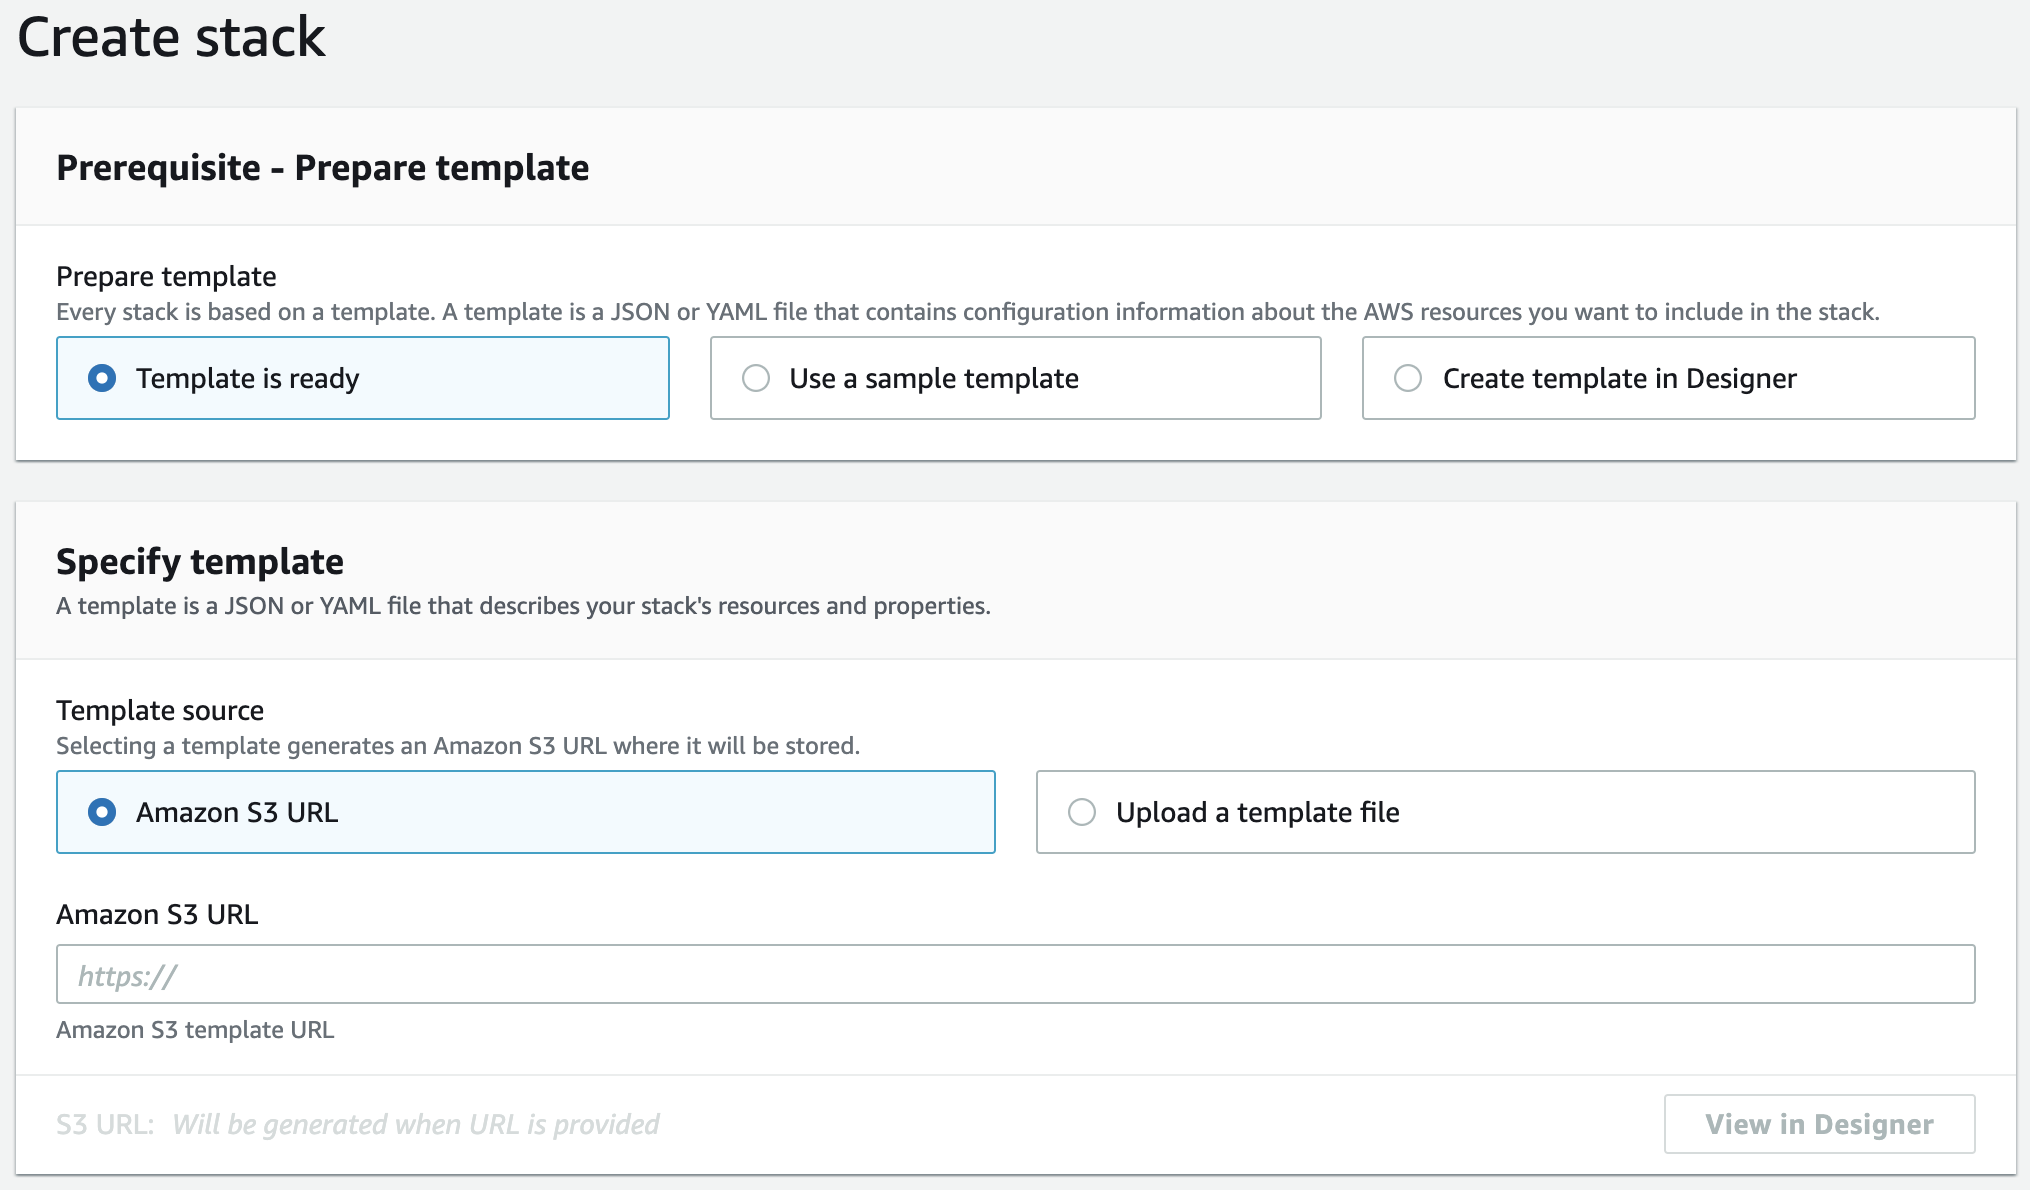 Create stack
Prerequisite - Prepare template
Prepare template
Every stack is based on a template. A template is a JSON or YAML file that contains configuration information about the AWS resources you want to include in the stack.
Template is ready
Use a sample template
Create template in Designer
Specify template
A template is a JSON or YAML file that describes your stack's resources and properties.
Template source
Selecting a template generates an Amazon S3 URL where it will be stored.
Amazon S3 URL
Upload a template file
Amazon S3 URL
https://
Amazon S3 template URL
S3 URL: Will be generated when URL is provided
View in Designer